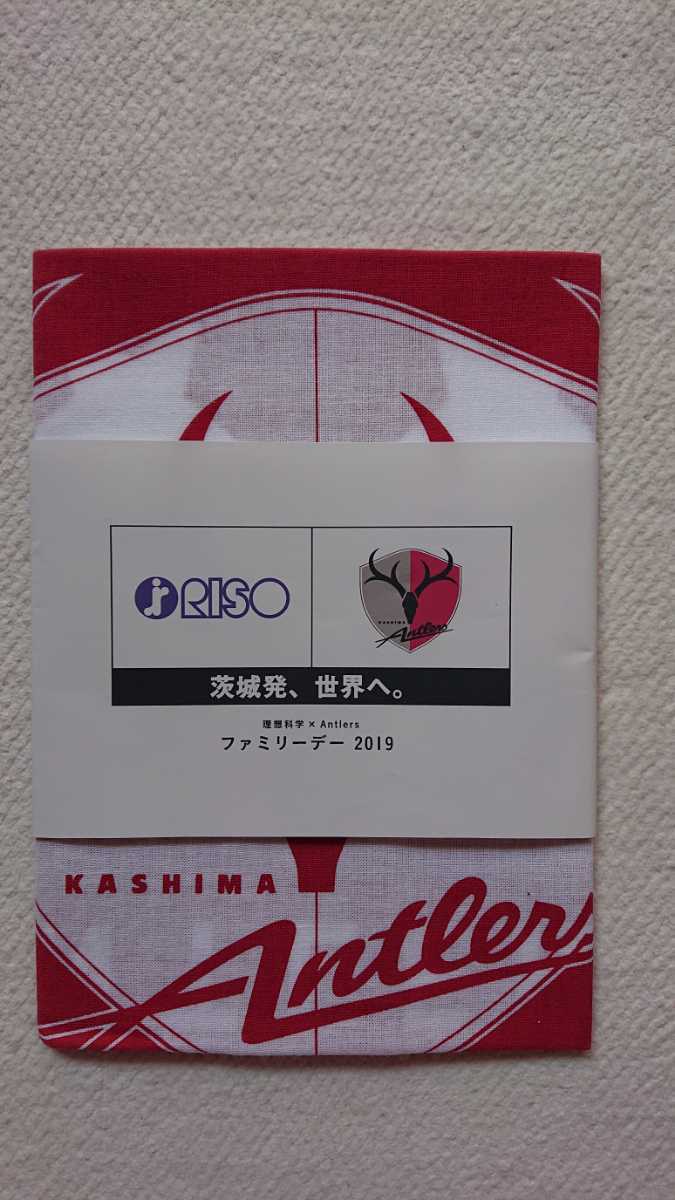 RISO
KASHIMA
Antlers
茨城発、世界へ。
理想科学 × Antlers
ファミリーデー 2019
KASHIMA
Antlers